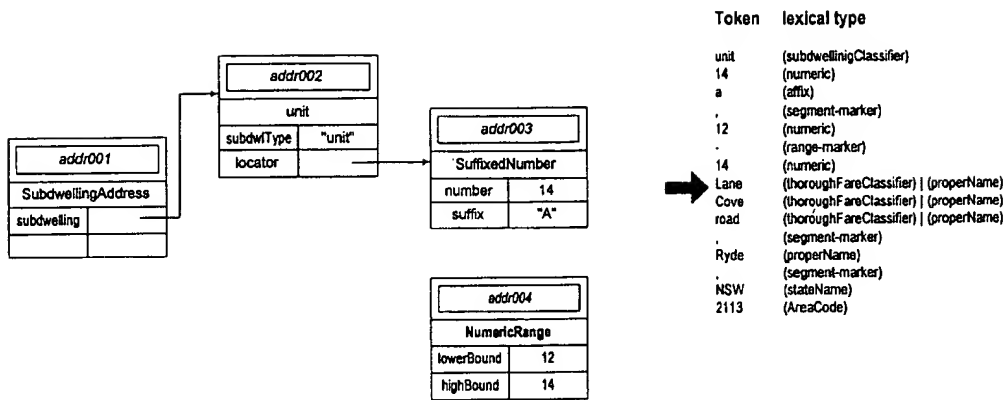 addr001
SubdwellingAddress
subdwelling
addr002
unit
subdwlType "unit"
locator
addr003
SuffixedNumber
number 14
suffix "A"
addr004
NumericRange
lowerBound 12
highBound 14
Token lexical type
unit (subdwellinigClassifier)
14 (numeric)
a (affix)
, (segment-marker)
12 (numeric)
- (range-marker)
14 (numeric)
Lane (thoroughFareClassifier) | (properName)
Cove (thoroughFareClassifier) | (properName)
road (thoroughFareClassifier) | (properName)
, (segment-marker)
Ryde (properName)
, (segment-marker)
NSW (stateName)
2113 (AreaCode)